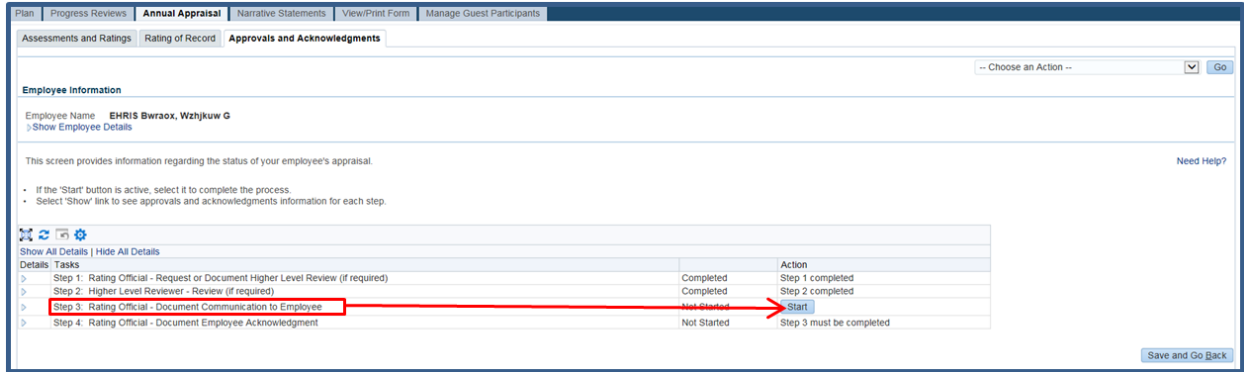 Plan Progress Reviews Annual Appraisal Narrative Statements View/Print Form Manage Guest Participants
Assessments and Ratings Rating of Record Approvals and Acknowledgments
-- Choose an Action -- Go
Employee Information
Employee Name EHRIS Bwraox, Wzhjkuw G
Show Employee Details
This screen provides information regarding the status of your employee's appraisal. Need Help?
• If the 'Start' button is active, select it to complete the process.
• Select 'Show' link to see approvals and acknowledgments information for each step.
Show All Details | Hide All Details
Details Tasks Action
Step 1: Rating Official - Request or Document Higher Level Review (if required) Completed Step 1 completed
Step 2: Higher Level Reviewer - Review (if required) Completed Step 2 completed
Step 3: Rating Official - Document Communication to Employee Not Started Start
Step 4: Rating Official - Document Employee Acknowledgment Not Started Step 3 must be completed
Save and Go Back